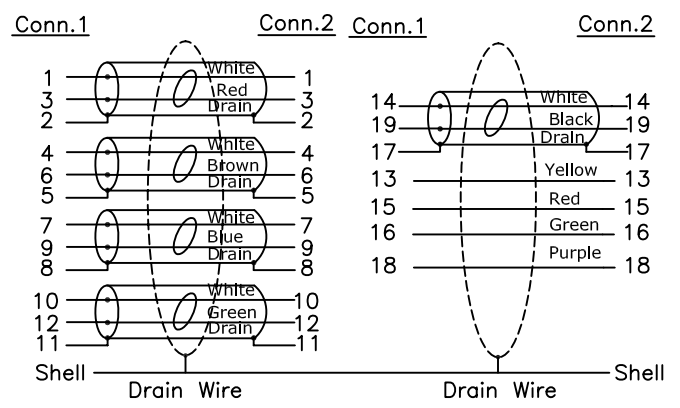 Conn.1 Conn.2 Conn.1 Conn.2
1 White 1
3 Red 3
2 Drain 2
4 White 4
6 Brown 6
5 Drain 5
7 White 7
9 Blue 9
8 Drain 8
10 White 10
12 Green 12
11 Drain 11
14 White 14
19 Black 19
17 Drain 17
13 Yellow 13
15 Red 15
16 Green 16
18 Purple 18
Shell Shell
Drain Wire Drain Wire